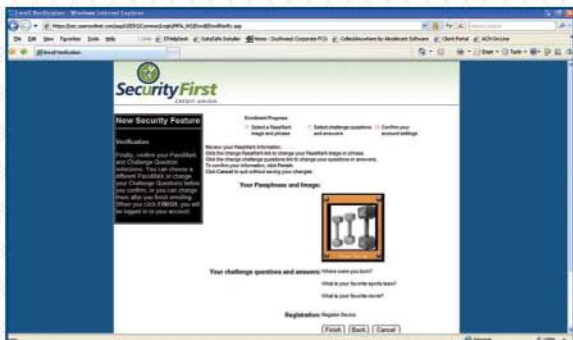 Enroll Verification - Windows Internet Explorer
File Edit View Favorites Tools Help
Enroll Verification
SecurityFirst
CREDIT UNION
New Security Feature
Enrollment Progress:
Select a PassMark image and phrase
Select challenge questions and answers
Confirm your account settings
Verification
Finally, confirm your PassMark
and Challenge Question
selections. You can choose a
different PassMark or change
your Challenge Questions before
you confirm, or you can change
them after you finish enrolling.
When you click FINISH, you will
be logged in to your account.
Review your PassMark information.
Click the change PassMark link to change your PassMark image or phrase.
Click the change challenge questions link to change your questions or answers.
To confirm your information, click Finish.
Click Cancel to quit without saving your changes.
Your Passphrase and Image:
Your challenge questions and answers: Where were you born?
What is your favorite sports team?
What is your favorite movie?
Registration: Register Device.
Finish Back Cancel
Internet